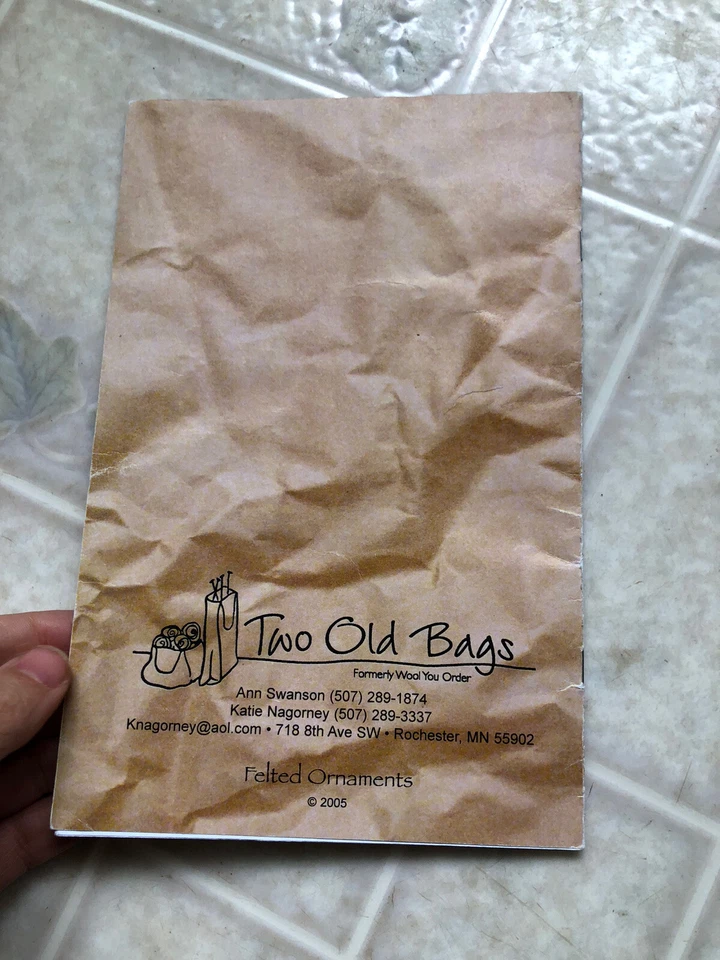 Two Old Bags
Formerly Wool You Order
Ann Swanson (507) 289-1874
Katie Nagorney (507) 289-3337
Knagorney@aol.com • 718 8th Ave SW • Rochester, MN 55902
Felted Ornaments
© 2005